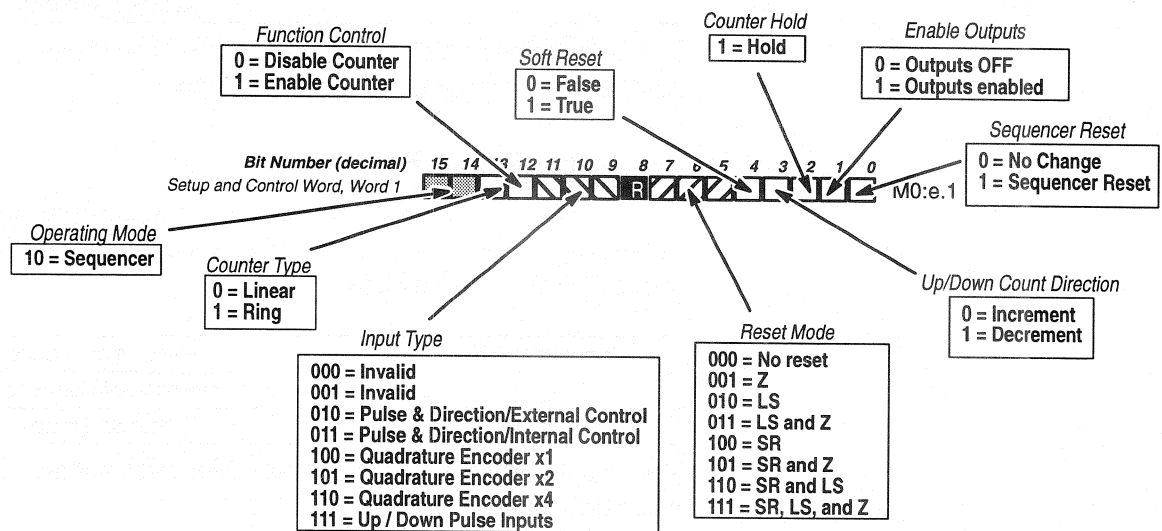 Function Control
0 = Disable Counter
1 = Enable Counter
Soft Reset
0 = False
1 = True
Counter Hold
1 = Hold
Enable Outputs
0 = Outputs OFF
1 = Outputs enabled
Sequencer Reset
0 = No Change
1 = Sequencer Reset
Bit Number (decimal) 15 14 13 12 11 10 9 8 7 6 5 4 3 2 1 0
Setup and Control Word, Word 1 R M0:e.1
Operating Mode
10 = Sequencer
Counter Type
0 = Linear
1 = Ring
Input Type
000 = Invalid
001 = Invalid
010 = Pulse & Direction/External Control
011 = Pulse & Direction/Internal Control
100 = Quadrature Encoder x1
101 = Quadrature Encoder x2
110 = Quadrature Encoder x4
111 = Up / Down Pulse Inputs
Reset Mode
000 = No reset
001 = Z
010 = LS
011 = LS and Z
100 = SR
101 = SR and Z
110 = SR and LS
111 = SR, LS, and Z
Up/Down Count Direction
0 = Increment
1 = Decrement